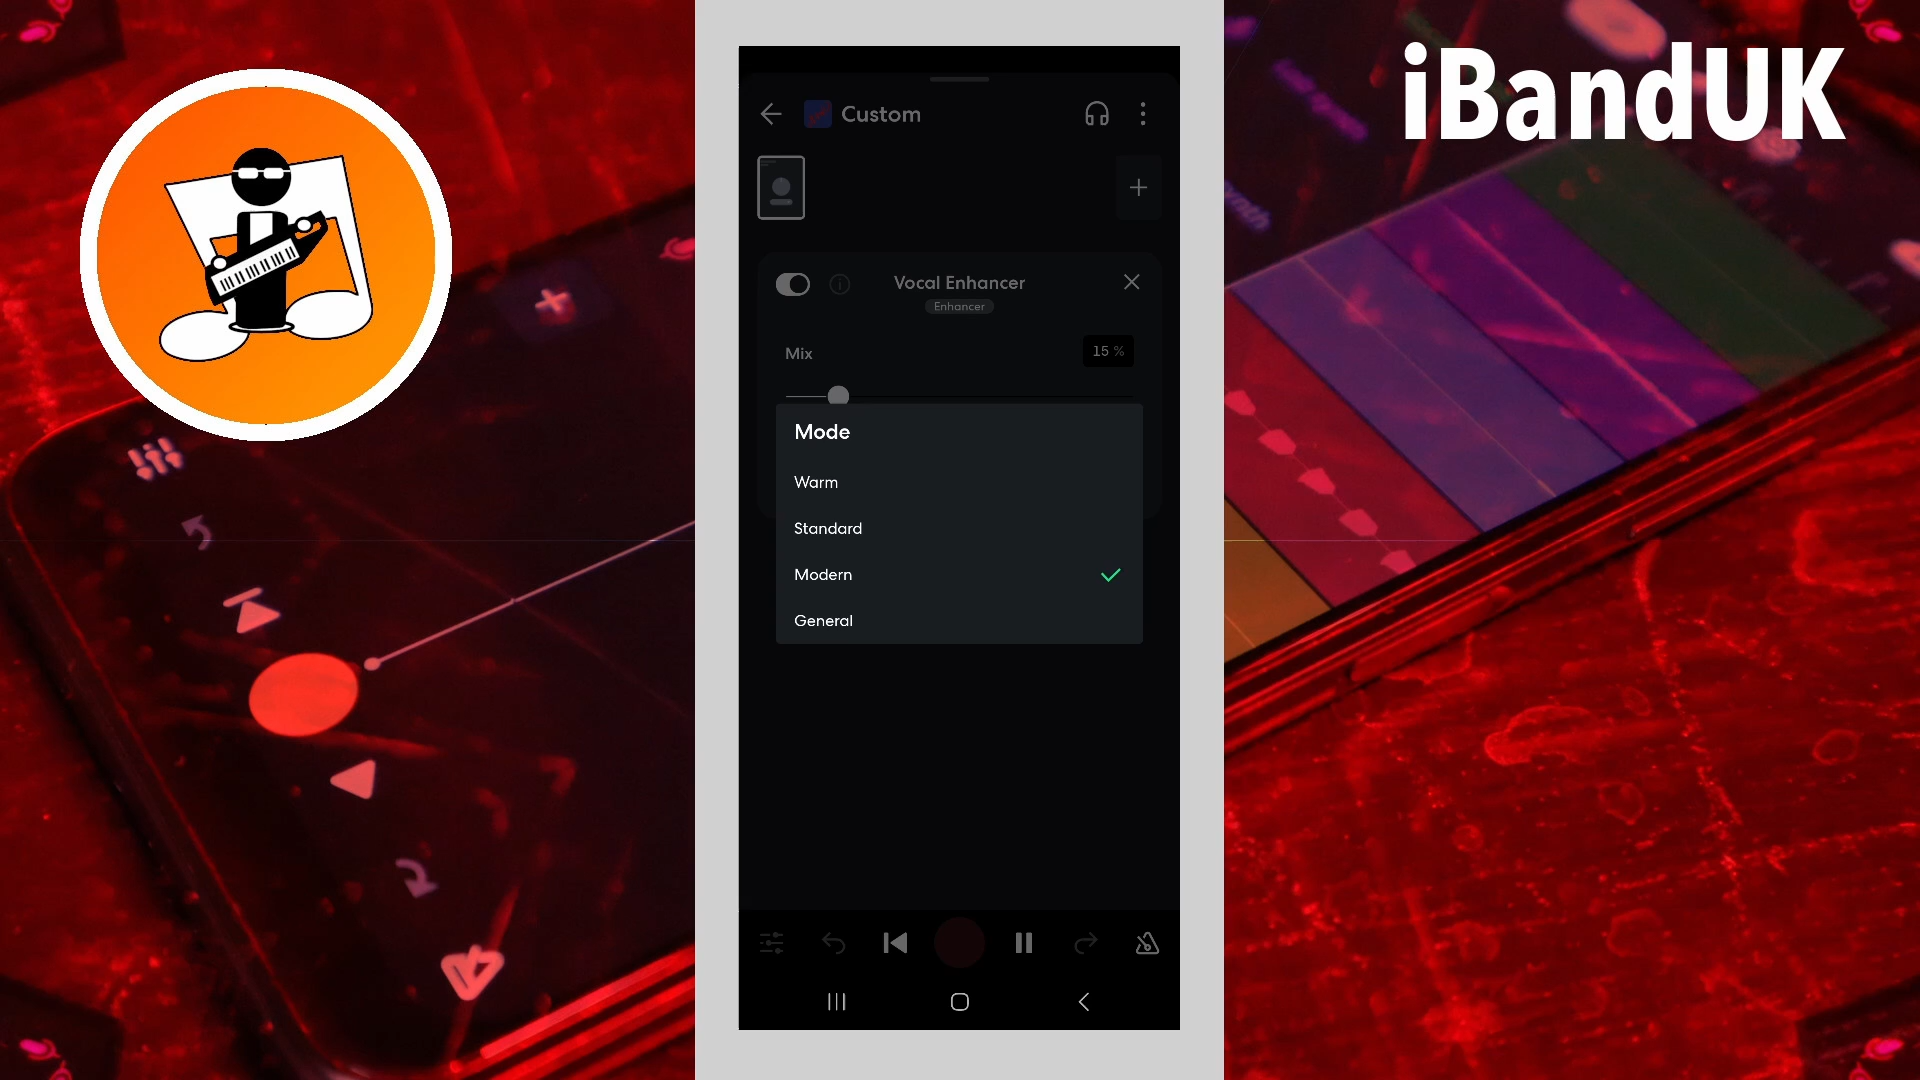 iBandUK
Custom
Vocal Enhancer
Enhancer
Mix
15 %
Mode
Warm
Standard
Modern
General